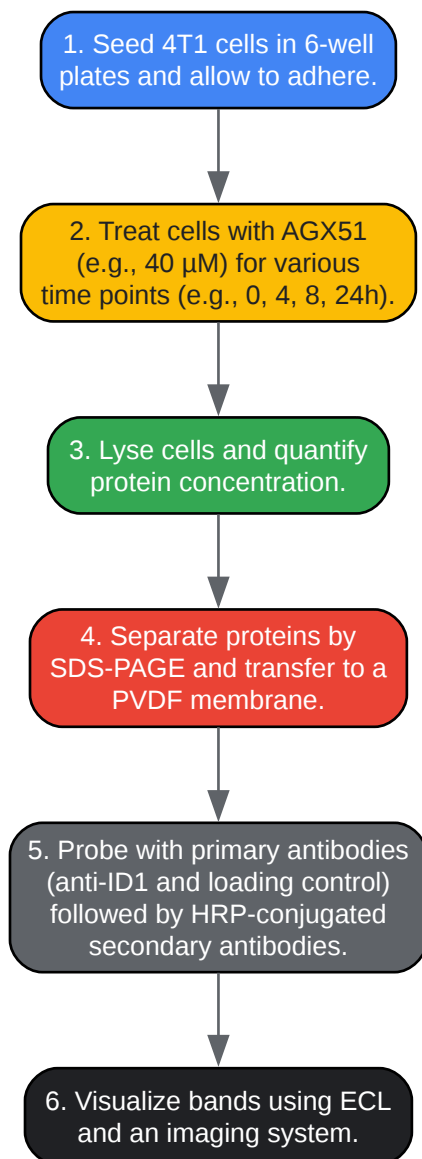 1. Seed 4T1 cells in 6-well
plates and allow to adhere.
2. Treat cells with AGX51
(e.g., 40 µM) for various
time points (e.g., 0, 4, 8, 24h).
3. Lyse cells and quantify
protein concentration.
4. Separate proteins by
SDS-PAGE and transfer to a
PVDF membrane.
5. Probe with primary antibodies
(anti-ID1 and loading control)
followed by HRP-conjugated
secondary antibodies.
6. Visualize bands using ECL
and an imaging system.